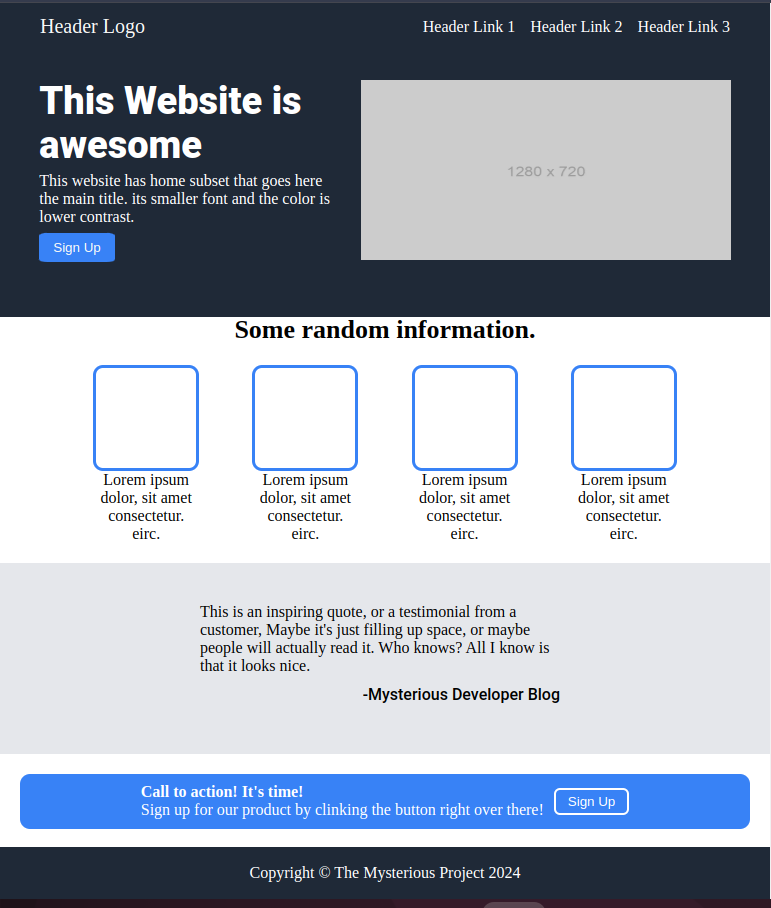 Header Logo
Header Link 1 Header Link 2 Header Link 3
This Website is
awesome
This website has home subset that goes here
the main title. its smaller font and the color is
lower contrast.
Sign Up
1280 x 720
Some random information.
Lorem ipsum
dolor, sit amet
consectetur.
eirc.
Lorem ipsum
dolor, sit amet
consectetur.
eirc.
Lorem ipsum
dolor, sit amet
consectetur.
eirc.
Lorem ipsum
dolor, sit amet
consectetur.
eirc.
This is an inspiring quote, or a testimonial from a
customer, Maybe it's just filling up space, or maybe
people will actually read it. Who knows? All I know is
that it looks nice.
-Mysterious Developer Blog
Call to action! It's time!
Sign up for our product by clinking the button right over there!
Sign Up
Copyright © The Mysterious Project 2024